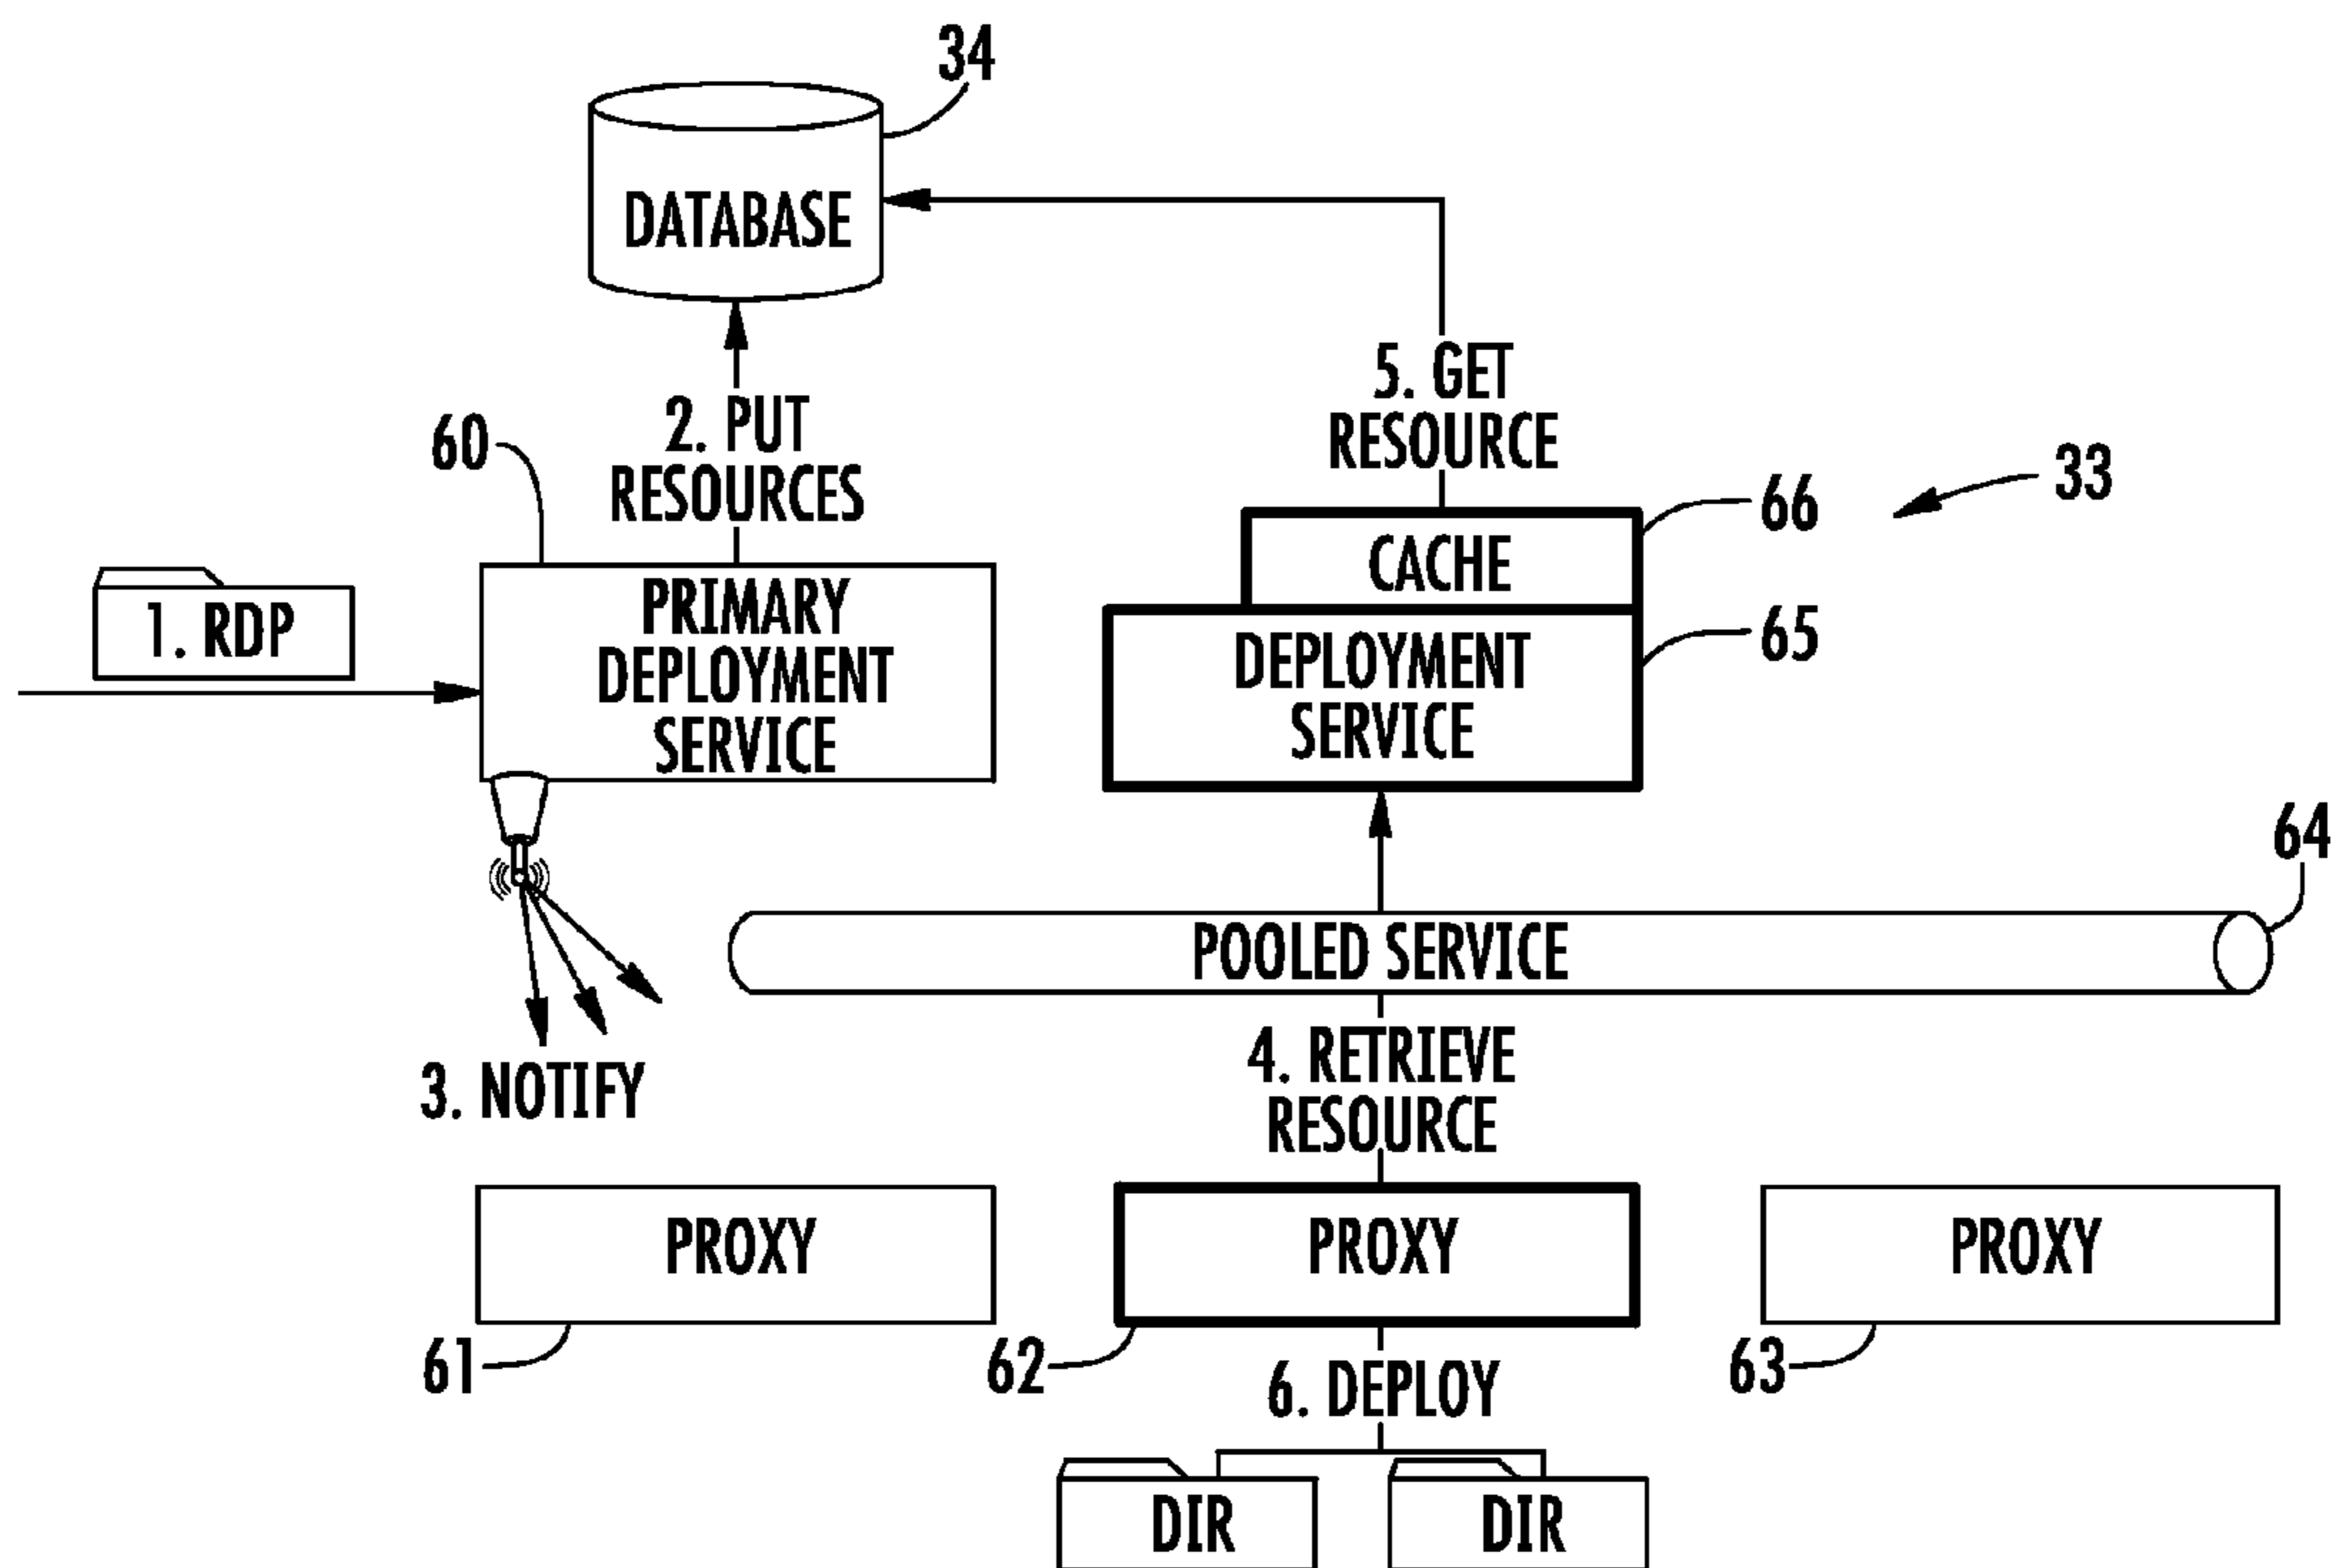 34
DATABASE
5. GET
RESOURCE
2. PUT
RESOURCES
60
33
66
CACHE
1. RDP
PRIMARY
DEPLOYMENT
SERVICE
65
DEPLOYMENT
SERVICE
64
POOLED SERVICE
3. NOTIFY
4. RETRIEVE
RESOURCE
PROXY
PROXY
PROXY
61
62
63
6. DEPLOY
DIR
DIR